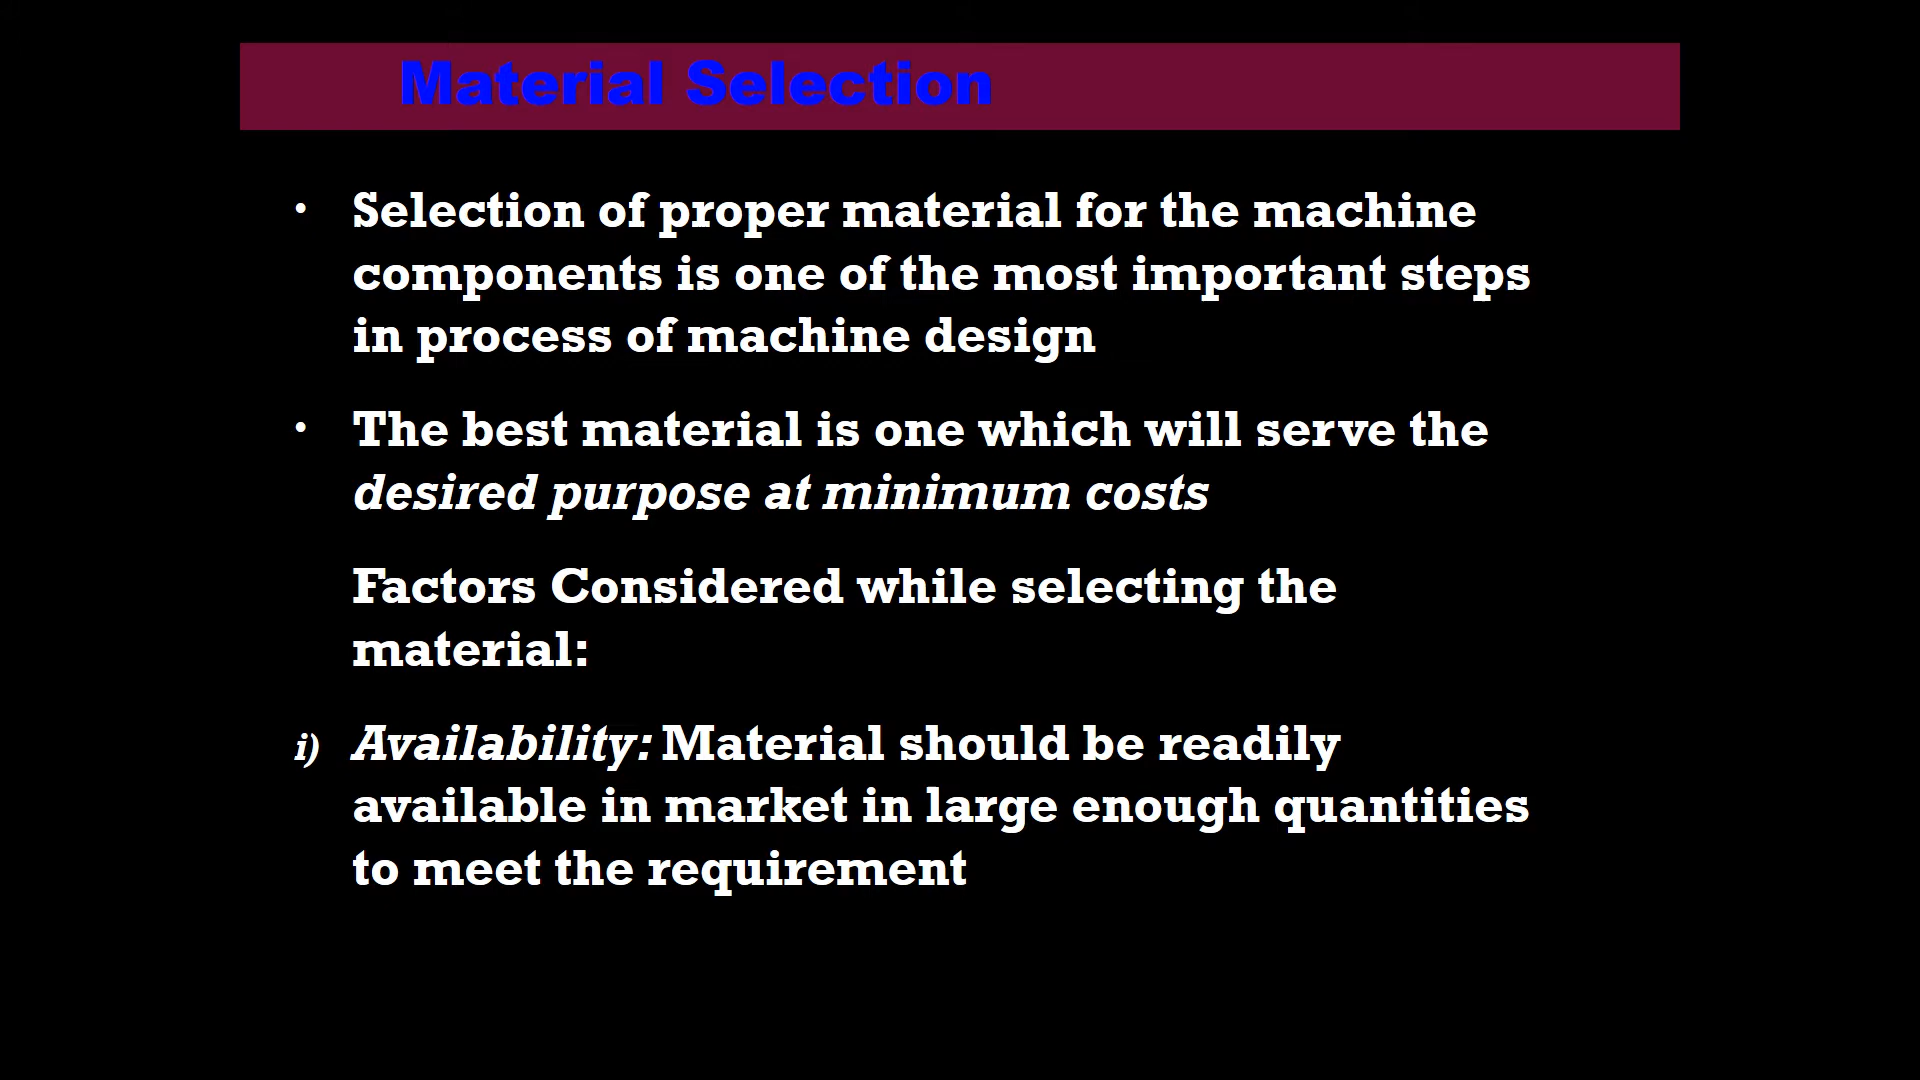 Material Selection
• Selection of proper material for the machine
components is one of the most important steps
in process of machine design
• The best material is one which will serve the
desired purpose at minimum costs
Factors Considered while selecting the
material:
i) Availability: Material should be readily
available in market in large enough quantities
to meet the requirement